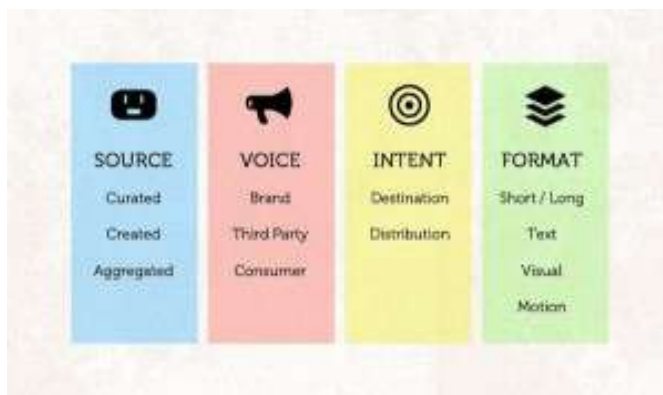 SOURCE
Curated
Created
Aggregated
VOICE
Brand
Third Party
Consumer
INTENT
Destination
Distribution
FORMAT
Short / Long
Text
Visual
Motion